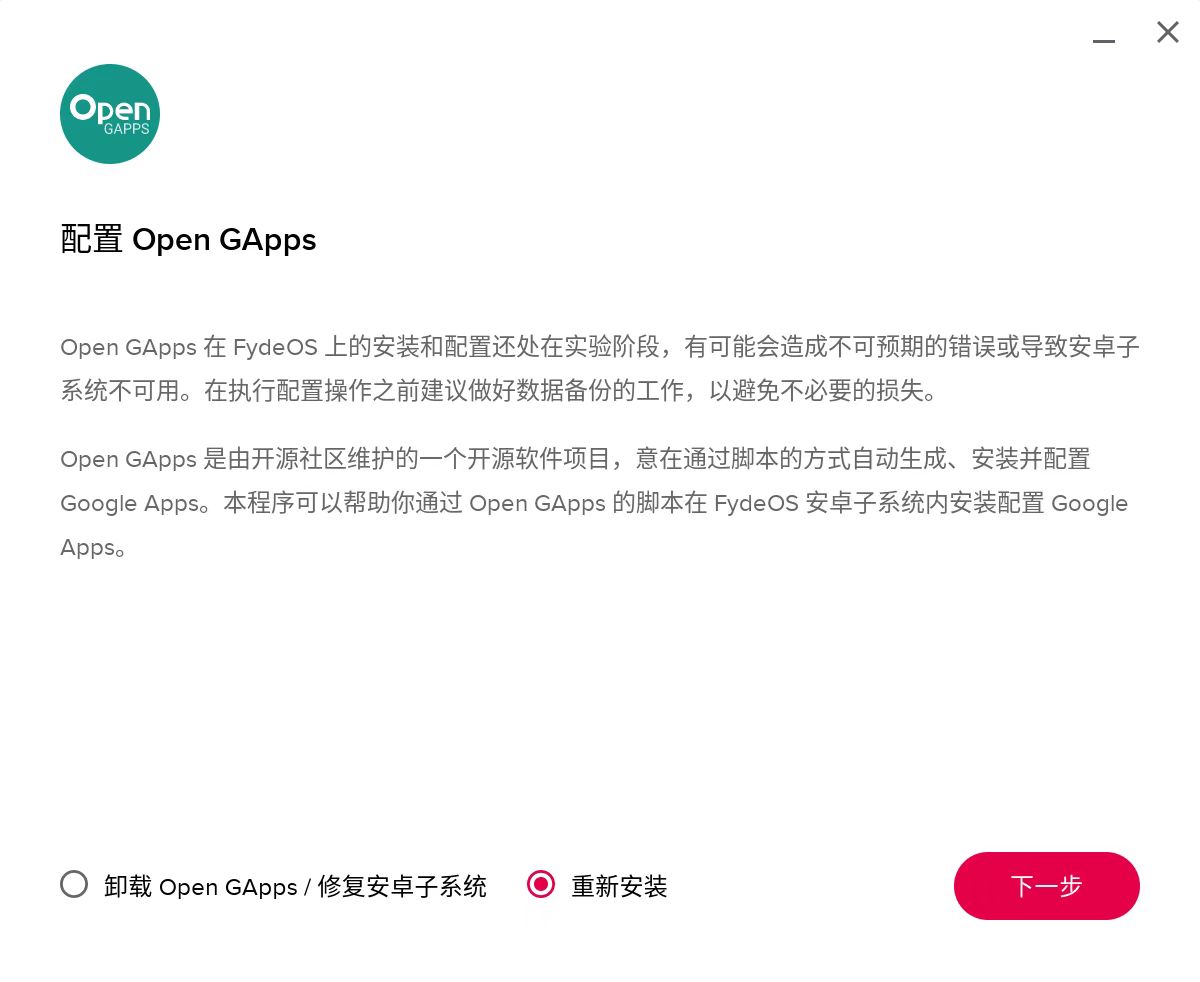 Open
GAPPS
配置 Open GApps
Open GApps 在 FydeOS 上的安装和配置还处在实验阶段，有可能会造成不可预期的错误或导致安卓子
系统不可用。在执行配置操作之前建议做好数据备份的工作，以避免不必要的损失。
Open GApps 是由开源社区维护的一个开源软件项目，意在通过脚本的方式自动生成、安装并配置
Google Apps。本程序可以帮助你通过 Open GApps 的脚本在 FydeOS 安卓子系统内安装配置 Google
Apps。
卸载 Open GApps / 修复安卓子系统 重新安装 下一步